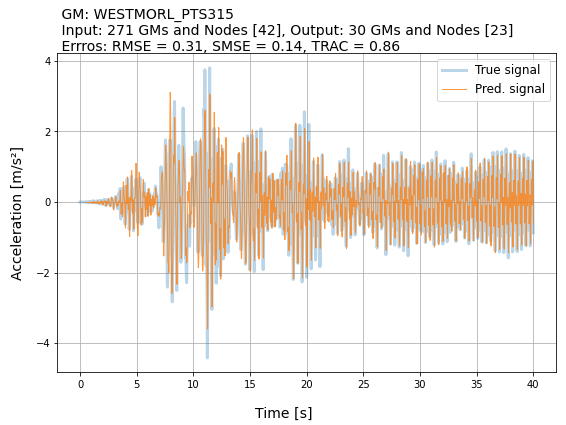 GM: WESTMORL_PTS315
Input: 271 GMs and Nodes [42], Output: 30 GMs and Nodes [23]
Errros: RMSE = 0.31, SMSE = 0.14, TRAC = 0.86
True signal
Pred. signal
4
2
0
−2
−4
Acceleration [m/s²]
0 5 10 15 20 25 30 35 40
Time [s]